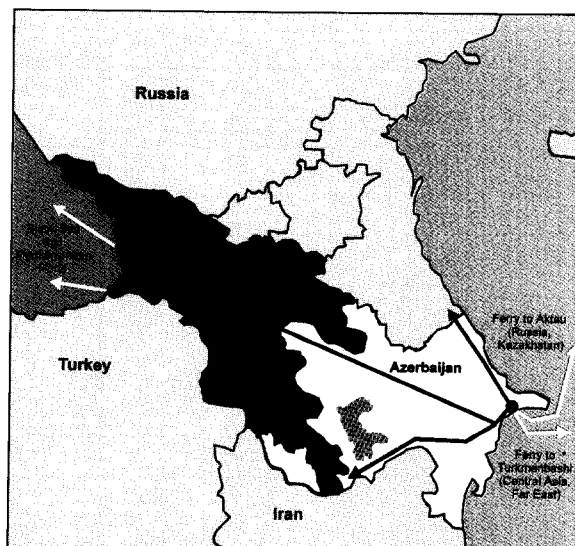 Russia
Turkey
Azerbaijan
Iran
Ferry to Aktau
(Russia,
Kazakhstan)
Ferry to
Turkmenbashi
(Central Asia,
Far East)